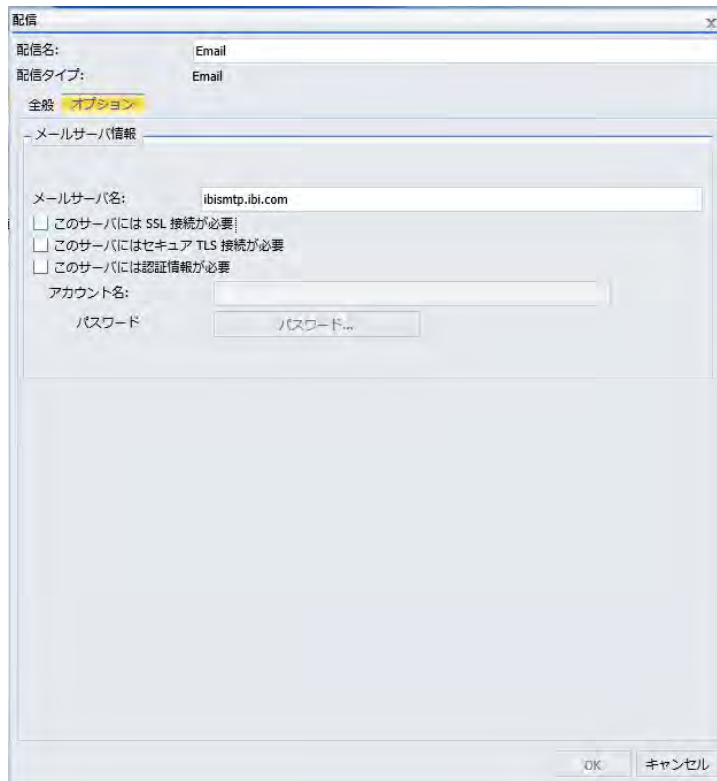 配信 x
配信名: Email
配信タイプ: Email
全般 オプション
メールサーバ情報
メールサーバ名: ibismtp.ibi.com
このサーバには SSL 接続が必要
このサーバにはセキュア TLS 接続が必要
このサーバには認証情報が必要
アカウント名:
パスワード パスワード...
OK キャンセル